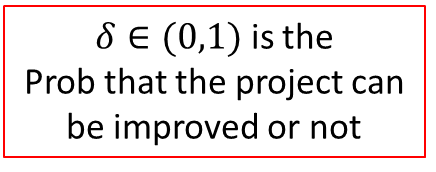 δ ∈ (0,1) is the
Prob that the project can
be improved or not